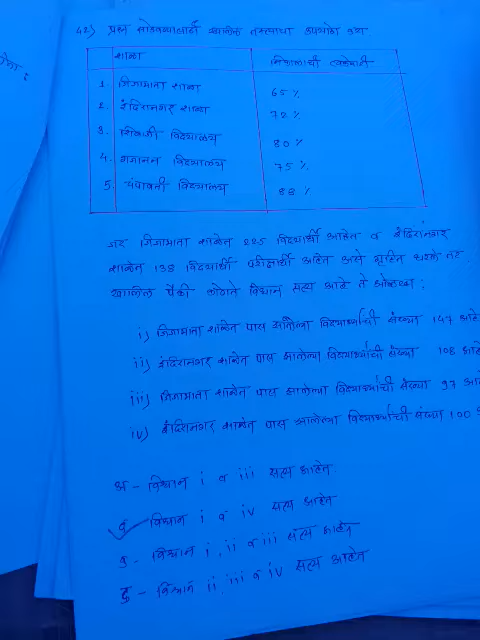 42) प्रश्न सोडवण्यासाठी खालील तक्त्याचा उपयोग करा
शाळा निकालाची टक्केवारी
1. जिजामाता शाळा 65 %
2. इंदिरानगर शाळा 72 %
3. शिवाजी विद्यालय 80 %
4. गजानन विद्यालय 75 %
5. चंपावती विद्यालय 88 %
जर जिजामाता शाळेत 225 विद्यार्थी आहेत व इंदिरानगर
शाळेत 138 विद्यार्थी परीक्षार्थी आहेत असे गृहित धरले तर
खालील पैकी कोणते विधान सत्य आहे ते ओळखा:
i) जिजामाता शाळेत पास झालेल्या विद्यार्थ्यांची संख्या 147 आहे
ii) इंदिरानगर शाळेत पास झालेल्या विद्यार्थ्यांची संख्या 108 आहे
iii) जिजामाता शाळेत पास झालेल्या विद्यार्थ्यांची संख्या 97 आहे
iv) इंदिरानगर शाळेत पास झालेल्या विद्यार्थ्यांची संख्या 100
अ - विधान i व iii सत्य आहेत
ब - विधान i व iv सत्य आहेत
क - विधान i, ii व iii सत्य आहेत
ड - विधान ii, iii व iv सत्य आहेत